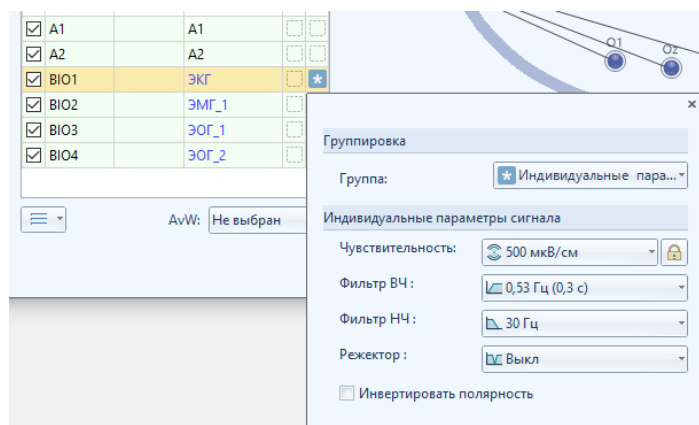 A1 A1
A2 A2
BIO1 ЭКГ
BIO2 ЭМГ_1
BIO3 ЭОГ_1
BIO4 ЭОГ_2
AvW: Не выбран
O1
O2
×
Группировка
Группа: Индивидуальные пара...
Индивидуальные параметры сигнала
Чувствительность: 500 мкВ/см
Фильтр ВЧ : 0,53 Гц (0,3 с)
Фильтр НЧ : 30 Гц
Режектор : Выкл
Инвертировать полярность